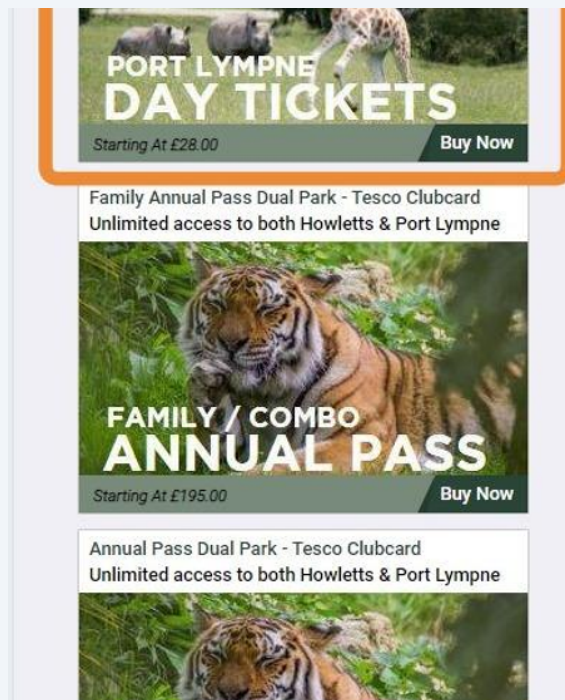 PORT LYMPNE
DAY TICKETS
Starting At £28.00
Buy Now
Family Annual Pass Dual Park - Tesco Clubcard
Unlimited access to both Howletts & Port Lympne
FAMILY / COMBO
ANNUAL PASS
Starting At £195.00
Buy Now
Annual Pass Dual Park - Tesco Clubcard
Unlimited access to both Howletts & Port Lympne